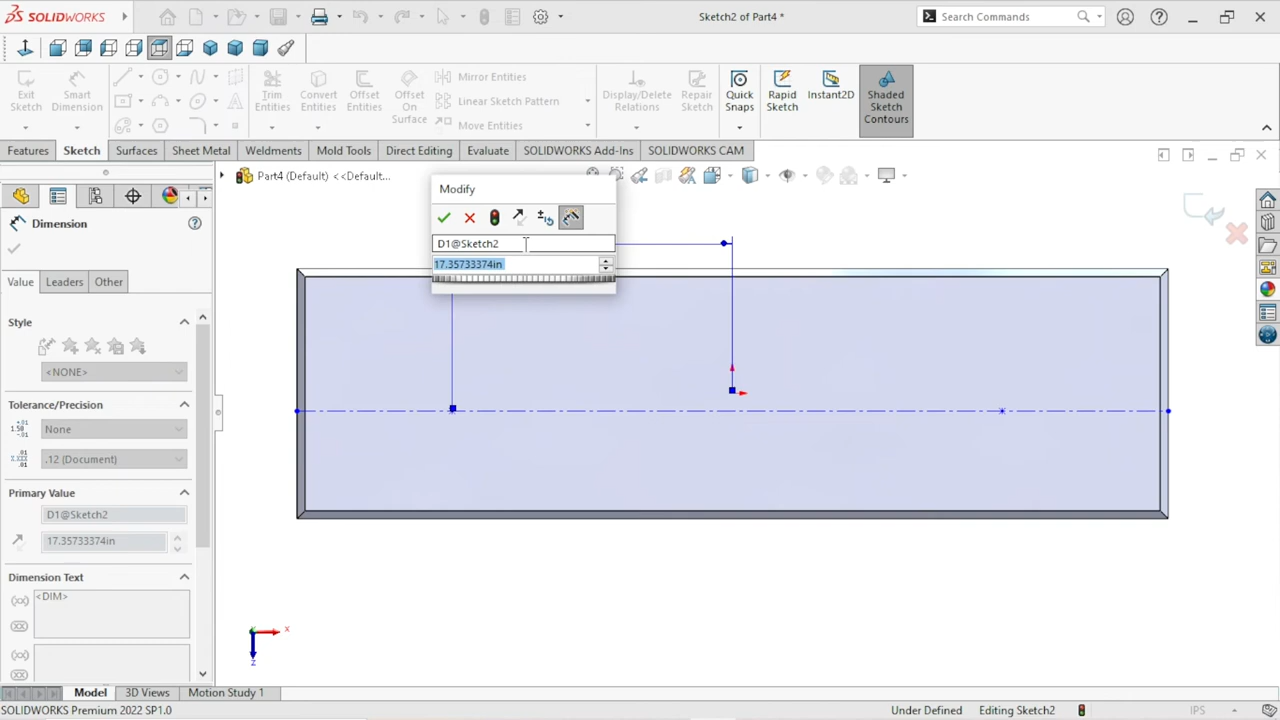 SOLIDWORKS
Sketch2 of Part4 *
Search Commands
Exit Sketch
Smart Dimension
Trim Entities
Convert Entities
Offset Entities
Offset On Surface
Mirror Entities
Linear Sketch Pattern
Move Entities
Display/Delete Relations
Repair Sketch
Quick Snaps
Rapid Sketch
Instant2D
Shaded Sketch Contours
Features
Sketch
Surfaces
Sheet Metal
Weldments
Mold Tools
Direct Editing
Evaluate
SOLIDWORKS Add-Ins
SOLIDWORKS CAM
Part4 (Default) <<Default...
Modify
D1@Sketch2
17.35733374in
Dimension
Value
Leaders
Other
Style
<NONE>
Tolerance/Precision
None
.12 (Document)
Primary Value
D1@Sketch2
17.35733374in
Dimension Text
<DIM>
x
z
Model
3D Views
Motion Study 1
SOLIDWORKS Premium 2022 SP1.0
Under Defined
Editing Sketch2
IPS